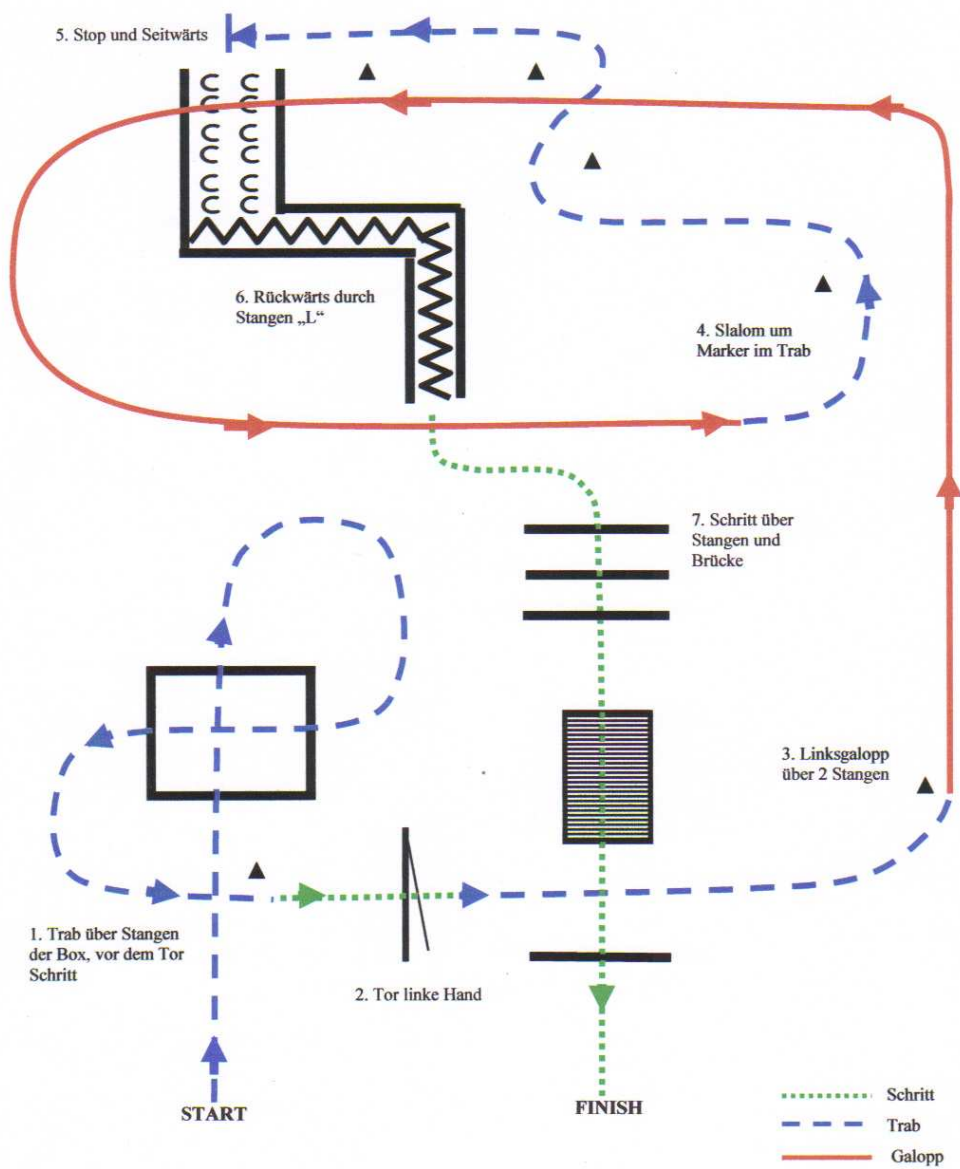 5. Stop und Seitwärts
6. Rückwärts durch
Stangen „L“
4. Slalom um
Marker im Trab
7. Schritt über
Stangen und
Brücke
3. Linksgalopp
über 2 Stangen
1. Trab über Stangen
der Box, vor dem Tor
Schritt
2. Tor linke Hand
START
FINISH
Schritt
Trab
Galopp